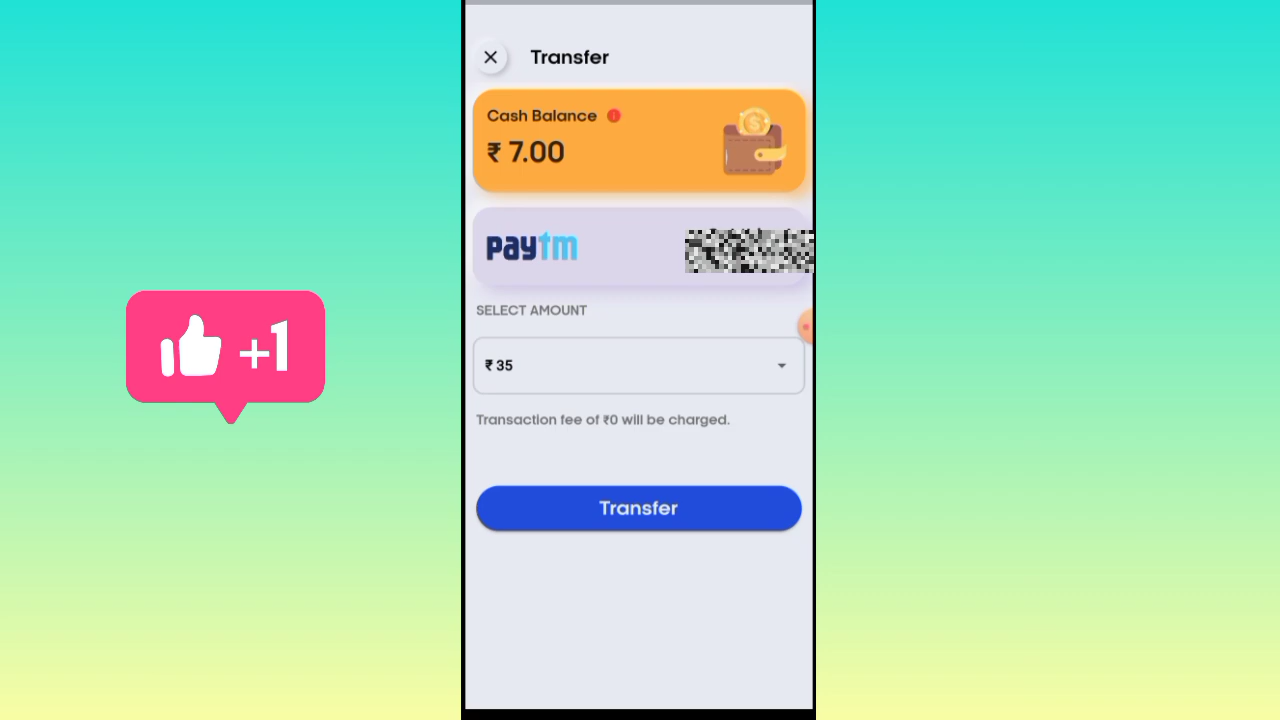 Transfer
Cash Balance
₹ 7.00
paytm
SELECT AMOUNT
₹ 35
Transaction fee of ₹0 will be charged.
Transfer
+1